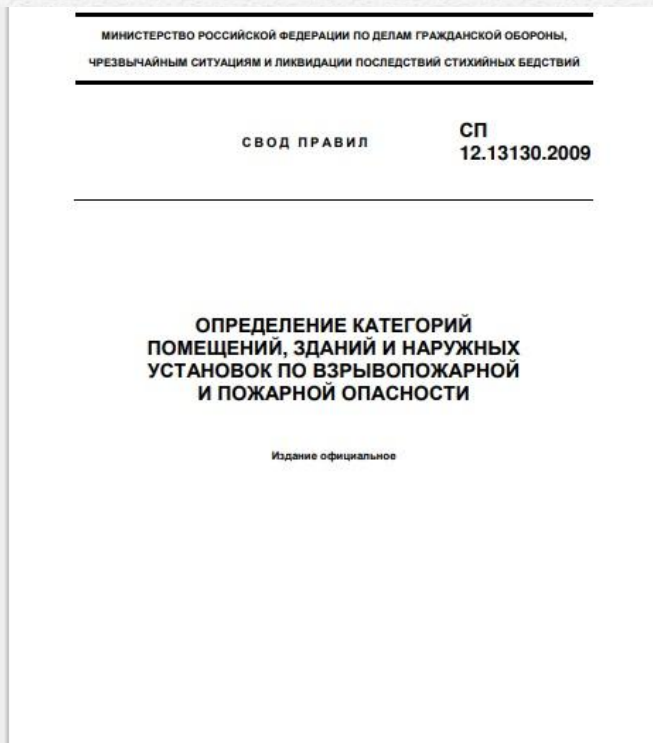 МИНИСТЕРСТВО РОССИЙСКОЙ ФЕДЕРАЦИИ ПО ДЕЛАМ ГРАЖДАНСКОЙ ОБОРОНЫ,
ЧРЕЗВЫЧАЙНЫМ СИТУАЦИЯМ И ЛИКВИДАЦИИ ПОСЛЕДСТВИЙ СТИХИЙНЫХ БЕДСТВИЙ
СВОД ПРАВИЛ
СП
12.13130.2009
ОПРЕДЕЛЕНИЕ КАТЕГОРИЙ
ПОМЕЩЕНИЙ, ЗДАНИЙ И НАРУЖНЫХ
УСТАНОВОК ПО ВЗРЫВОПОЖАРНОЙ
И ПОЖАРНОЙ ОПАСНОСТИ
Издание официальное